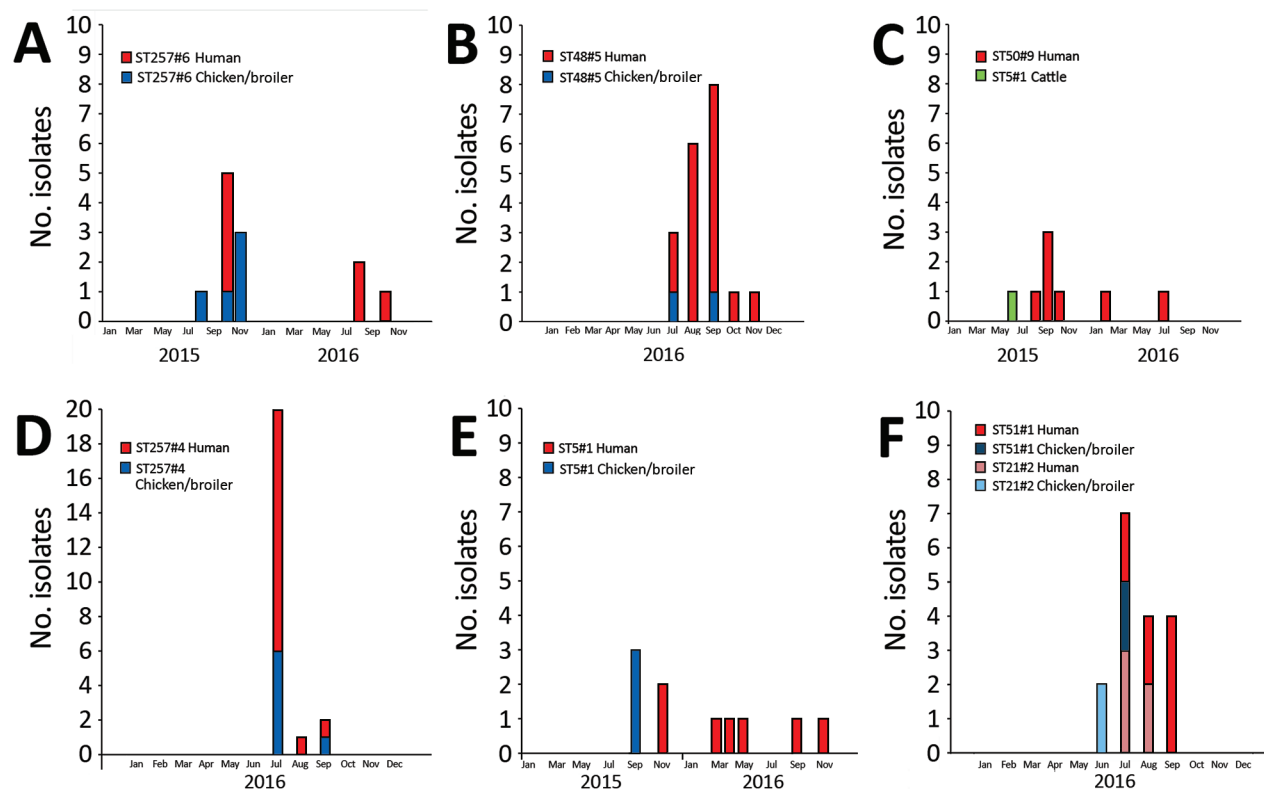 A
10
9
8
7
6
5
4
3
2
1
0
No. isolates
ST257#6 Human
ST257#6 Chicken/broiler
Jan Mar May Jul Sep Nov Jan Mar May Jul Sep Nov
2015 2016
B
10
9
8
7
6
5
4
3
2
1
0
No. isolates
ST48#5 Human
ST48#5 Chicken/broiler
Jan Feb Mar Apr May Jun Jul Aug Sep Oct Nov Dec
2016
C
10
9
8
7
6
5
4
3
2
1
0
No. isolates
ST50#9 Human
ST5#1 Cattle
Jan Mar May Jul Sep Nov Jan Mar May Jul Sep Nov
2015 2016
D
20
18
16
14
12
10
8
6
4
2
0
No. isolates
ST257#4 Human
ST257#4
Chicken/broiler
Jan Feb Mar Apr May Jun Jul Aug Sep Oct Nov Dec
2016
E
10
9
8
7
6
5
4
3
2
1
0
No. isolates
ST5#1 Human
ST5#1 Chicken/broiler
Jan Mar May Jul Sep Nov Jan Mar May Jul Sep Nov
2015 2016
F
10
9
8
7
6
5
4
3
2
1
0
No. isolates
ST51#1 Human
ST51#1 Chicken/broiler
ST21#2 Human
ST21#2 Chicken/broiler
Jan Feb Mar Apr May Jun Jul Aug Sep Oct Nov Dec
2016